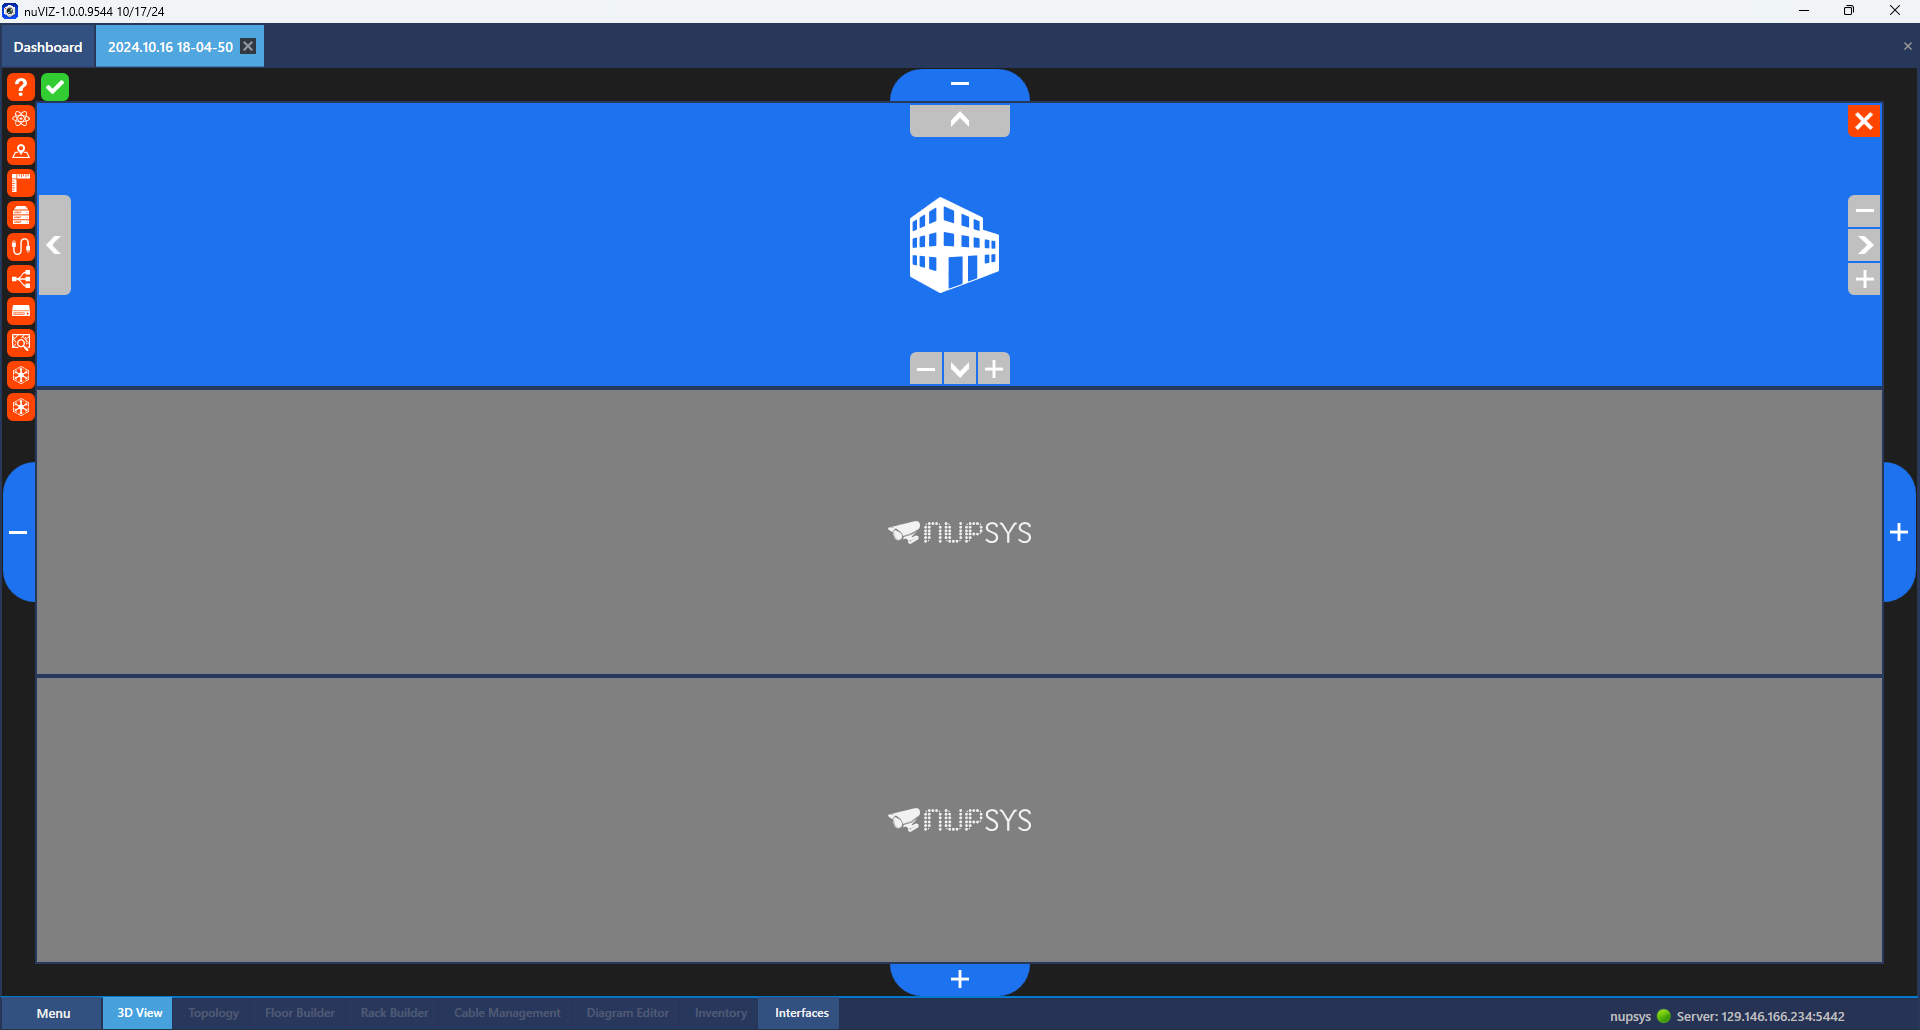 nuVIZ-1.0.0.9544 10/17/24
Dashboard
2024.10.16 18-04-50
nupsys
nupsys
Menu
3D View
Topology
Floor Builder
Rack Builder
Cable Management
Diagram Editor
Inventory
Interfaces
nupsys
Server: 129.146.166.234:5442